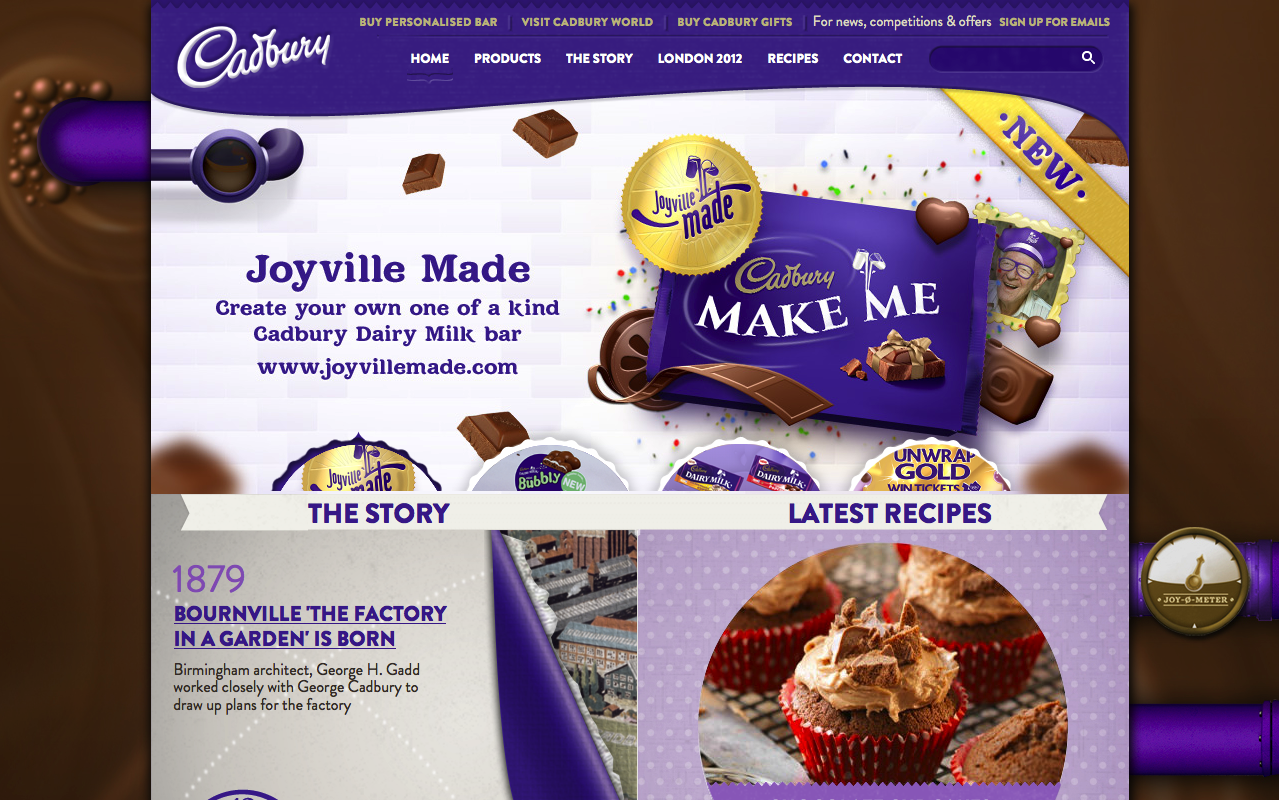 BUY PERSONALISED BAR | VISIT CADBURY WORLD | BUY CADBURY GIFTS | For news, competitions & offers SIGN UP FOR EMAILS
Cadbury
HOME PRODUCTS THE STORY LONDON 2012 RECIPES CONTACT
·NEW·
Joyville
made
Cadbury
MAKE ME
Joyville Made
Create your own one of a kind
Cadbury Dairy Milk bar
www.joyvillemade.com
Joyville
made
Bubbly
NEW
Cadbury
DAIRY MILK
Cadbury
DAIRY MILK
UNWRAP
GOLD
WIN TICKETS
THE STORY
LATEST RECIPES
1879
BOURNVILLE 'THE FACTORY
IN A GARDEN' IS BORN
Birmingham architect, George H. Gadd
worked closely with George Cadbury to
draw up plans for the factory
·JOY-Ø-METER·